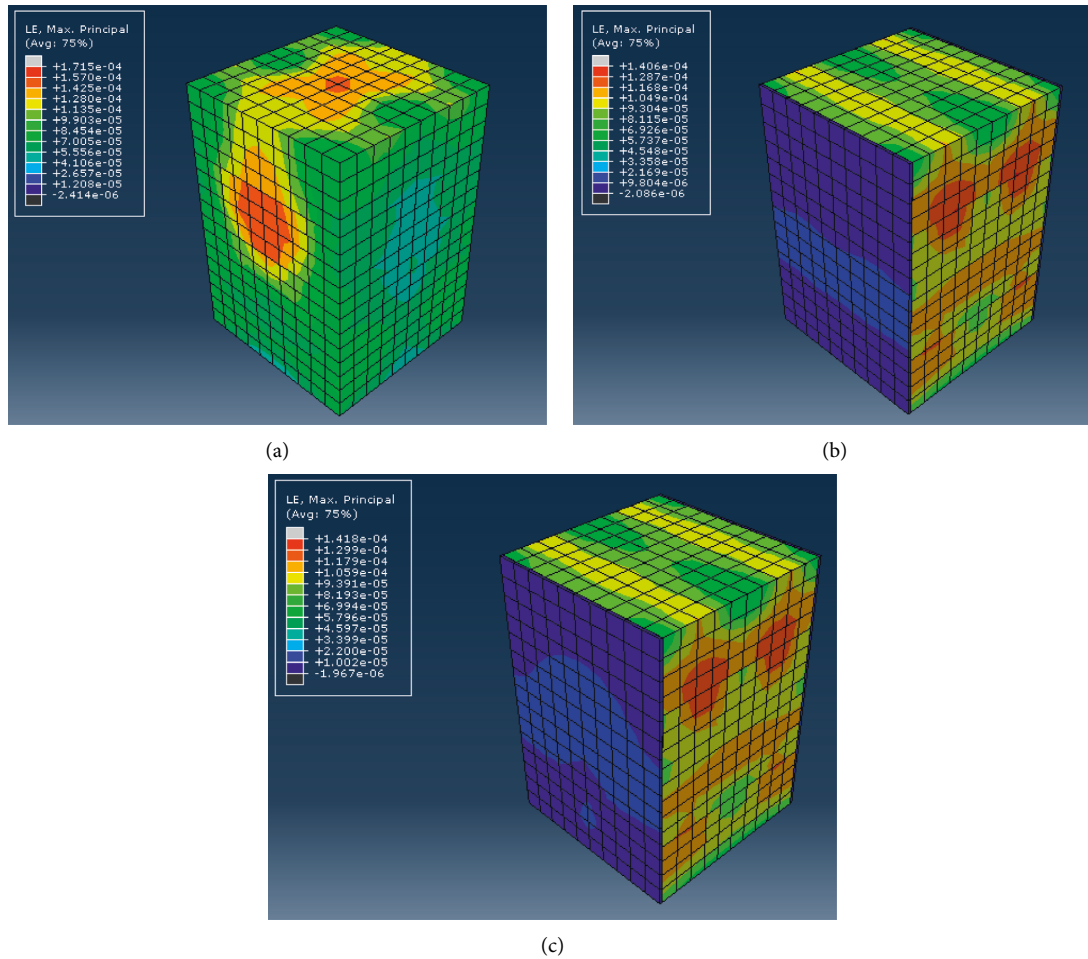 LE, Max. Principal
(Avg: 75%)
+1.715e-04
+1.570e-04
+1.425e-04
+1.280e-04
+1.135e-04
+9.903e-05
+8.454e-05
+7.005e-05
+5.556e-05
+4.106e-05
+2.657e-05
+1.208e-05
-2.414e-06
(a)
LE, Max. Principal
(Avg: 75%)
+1.406e-04
+1.287e-04
+1.168e-04
+1.049e-04
+9.304e-05
+8.115e-05
+6.926e-05
+5.737e-05
+4.548e-05
+3.358e-05
+2.169e-05
+9.804e-06
-2.086e-06
(b)
LE, Max. Principal
(Avg: 75%)
+1.418e-04
+1.299e-04
+1.179e-04
+1.059e-04
+9.391e-05
+8.193e-05
+6.994e-05
+5.796e-05
+4.597e-05
+3.399e-05
+2.200e-05
+1.002e-05
-1.967e-06
(c)